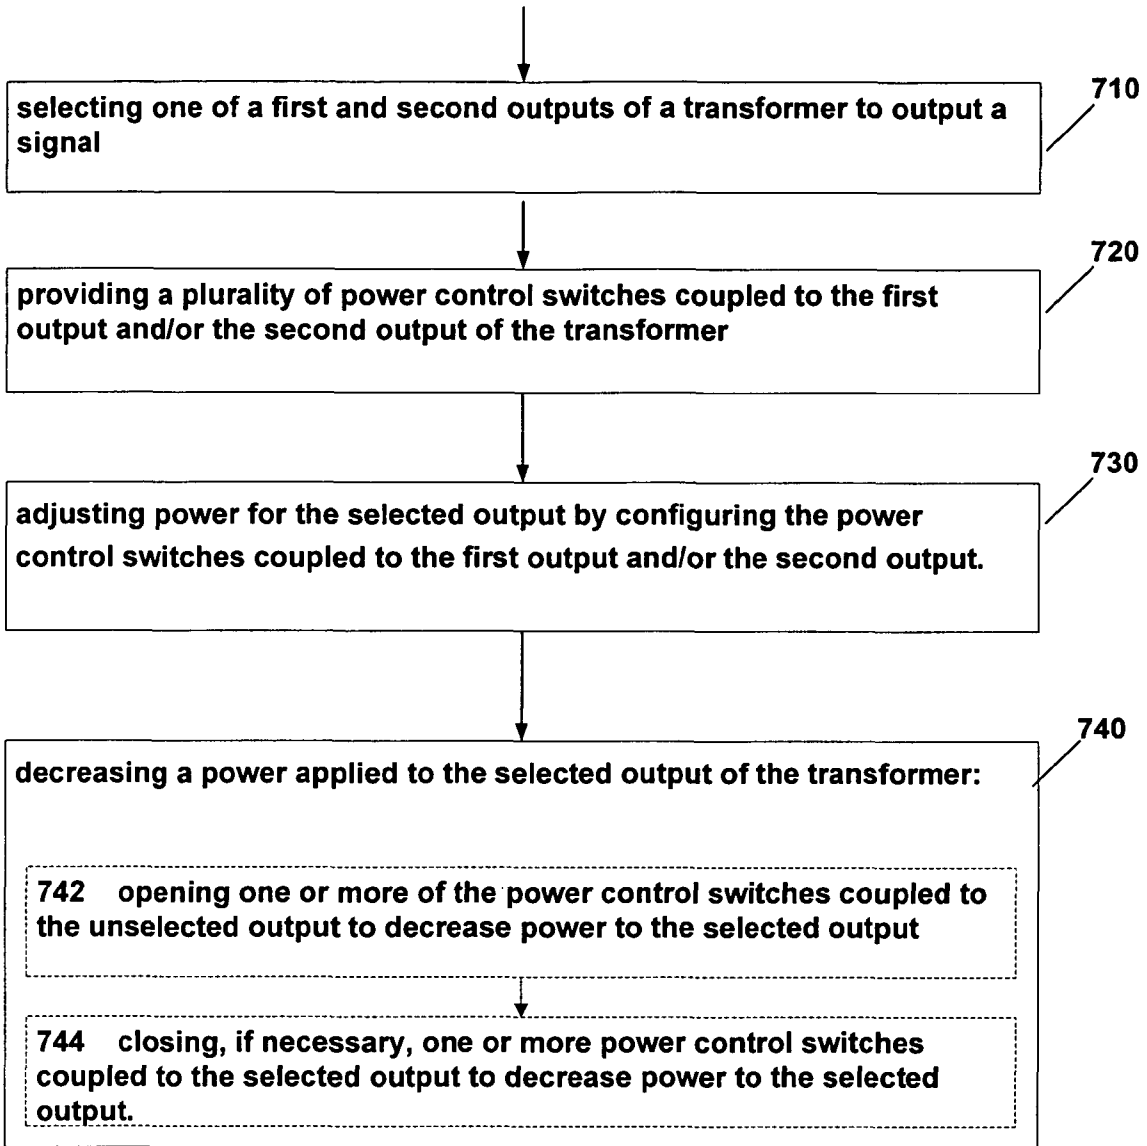 710
selecting one of a first and second outputs of a transformer to output a
signal
720
providing a plurality of power control switches coupled to the first
output and/or the second output of the transformer
730
adjusting power for the selected output by configuring the power
control switches coupled to the first output and/or the second output.
740
decreasing a power applied to the selected output of the transformer:
742 opening one or more of the power control switches coupled to
the unselected output to decrease power to the selected output
744 closing, if necessary, one or more power control switches
coupled to the selected output to decrease power to the selected
output.